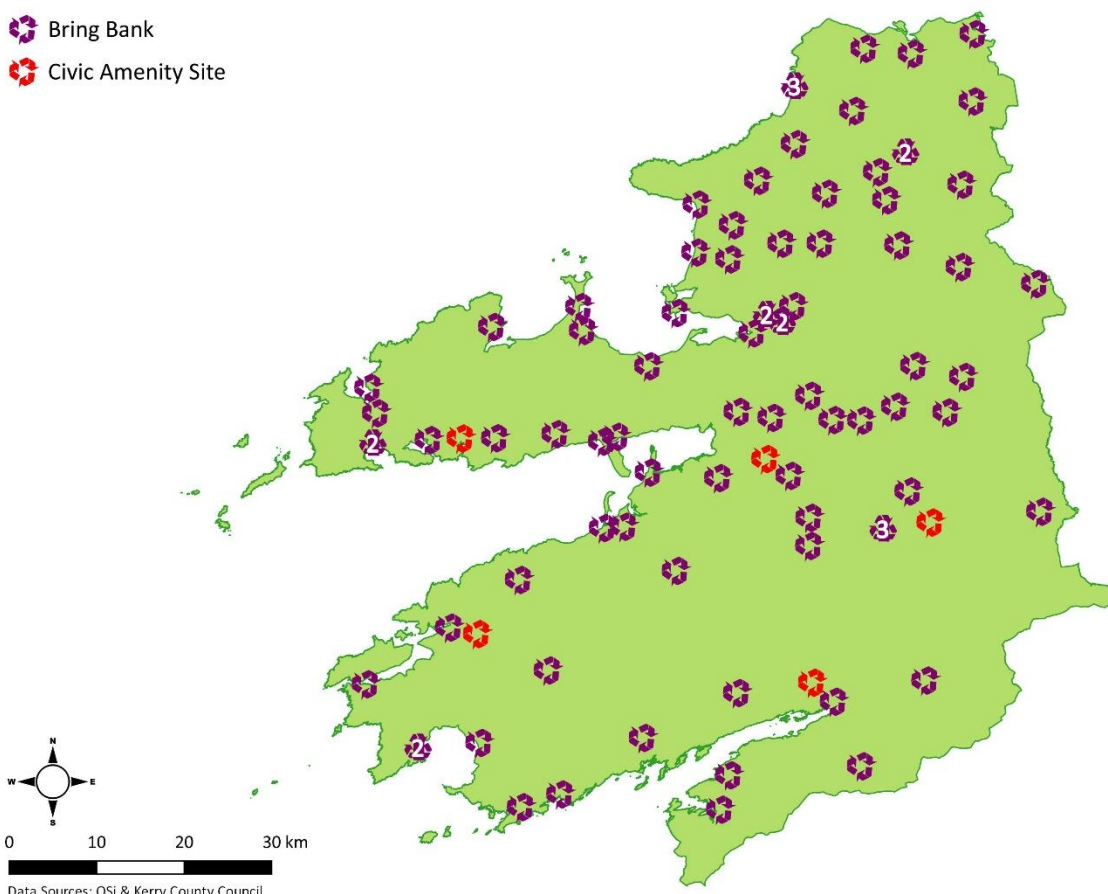 Bring Bank
Civic Amenity Site
3
2
2
2
2
3
2
N
W E
S
0 10 20 30 km
Data Sources: OSi & Kerry County Council